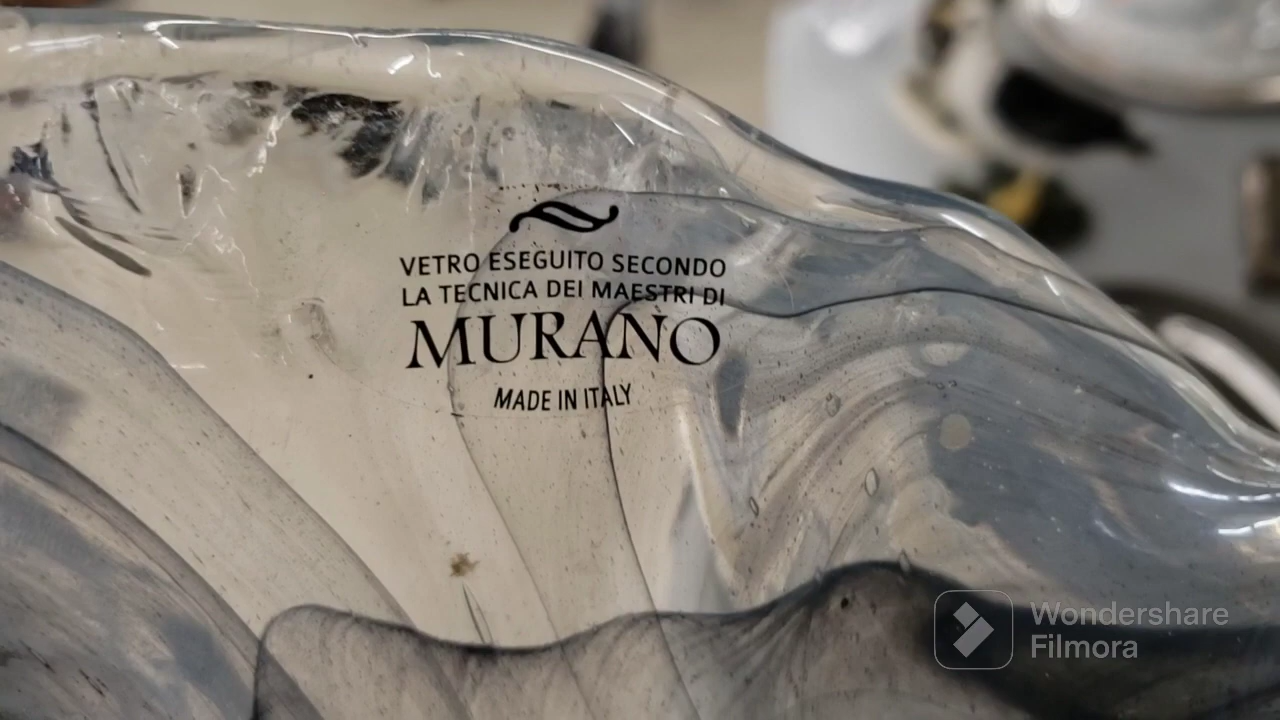 VETRO ESEGUITO SECONDO
LA TECNICA DEI MAESTRI DI
MURANO
MADE IN ITALY
Wondershare
Filmora